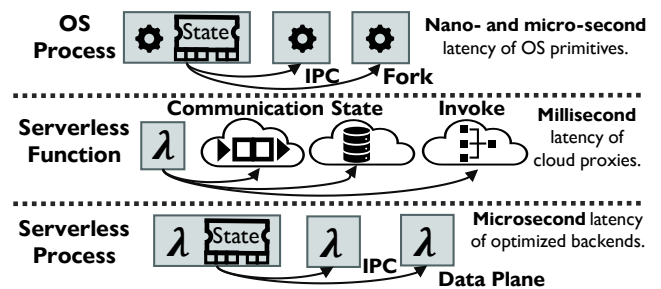 OS
Process
State
IPC
Fork
Nano- and micro-second
latency of OS primitives.
Communication State
Invoke
Serverless
Function
λ
Millisecond
latency of
cloud proxies.
Serverless
Process
λ
State
λ
IPC
λ
Data Plane
Microsecond latency
of optimized backends.